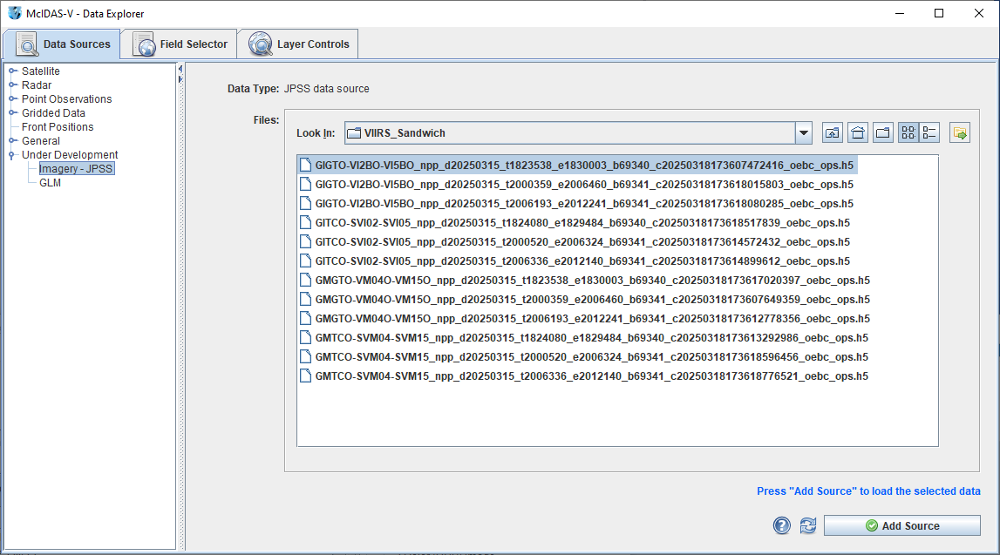 McIDAS-V - Data Explorer
Data Sources
Field Selector
Layer Controls
Satellite
Radar
Point Observations
Gridded Data
Front Positions
General
Under Development
Imagery - JPSS
GLM
Data Type: JPSS data source
Files:
Look In: VIIRS_Sandwich
GIGTO-VI2BO-VI5BO_npp_d20250315_t1823538_e1830003_b69340_c20250318173607472416_oebc_ops.h5
GIGTO-VI2BO-VI5BO_npp_d20250315_t2000359_e2006460_b69341_c20250318173618015803_oebc_ops.h5
GIGTO-VI2BO-VI5BO_npp_d20250315_t2006193_e2012241_b69341_c20250318173618080285_oebc_ops.h5
GITCO-SVI02-SVI05_npp_d20250315_t1824080_e1829484_b69340_c20250318173618517839_oebc_ops.h5
GITCO-SVI02-SVI05_npp_d20250315_t2000520_e2006324_b69341_c20250318173614572432_oebc_ops.h5
GITCO-SVI02-SVI05_npp_d20250315_t2006336_e2012140_b69341_c20250318173614899612_oebc_ops.h5
GMGTO-VM04O-VM15O_npp_d20250315_t1823538_e1830003_b69340_c20250318173617020397_oebc_ops.h5
GMGTO-VM04O-VM15O_npp_d20250315_t2000359_e2006460_b69341_c20250318173607649359_oebc_ops.h5
GMGTO-VM04O-VM15O_npp_d20250315_t2006193_e2012241_b69341_c20250318173612778356_oebc_ops.h5
GMTCO-SVM04-SVM15_npp_d20250315_t1824080_e1829484_b69340_c20250318173613292986_oebc_ops.h5
GMTCO-SVM04-SVM15_npp_d20250315_t2000520_e2006324_b69341_c20250318173618596456_oebc_ops.h5
GMTCO-SVM04-SVM15_npp_d20250315_t2006336_e2012140_b69341_c20250318173618776521_oebc_ops.h5
Press "Add Source" to load the selected data
Add Source